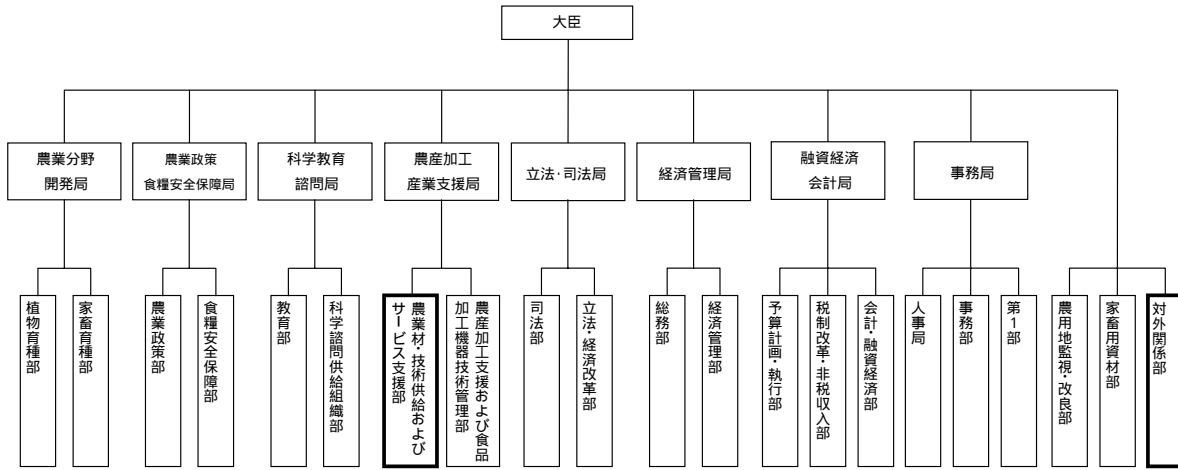 大臣
農業分野
開発局
農業政策
食糧安全保障局
科学教育
諮問局
農産加工
産業支援局
立法・司法局
経済管理局
融資経済
会計局
事務局
植物育種部
家畜育種部
農業政策部
食糧安全保障部
教育部
科学諮問供給組織部
農業材・技術供給および
サービス支援部
農産加工支援および食品
加工機器技術管理部
司法部
立法・経済改革部
総務部
経済管理部
予算計画・執行部
税制改革・非税収入部
会計・融資経済部
人事局
事務部
第1部
農用地監視・改良部
家畜用資材部
対外関係部